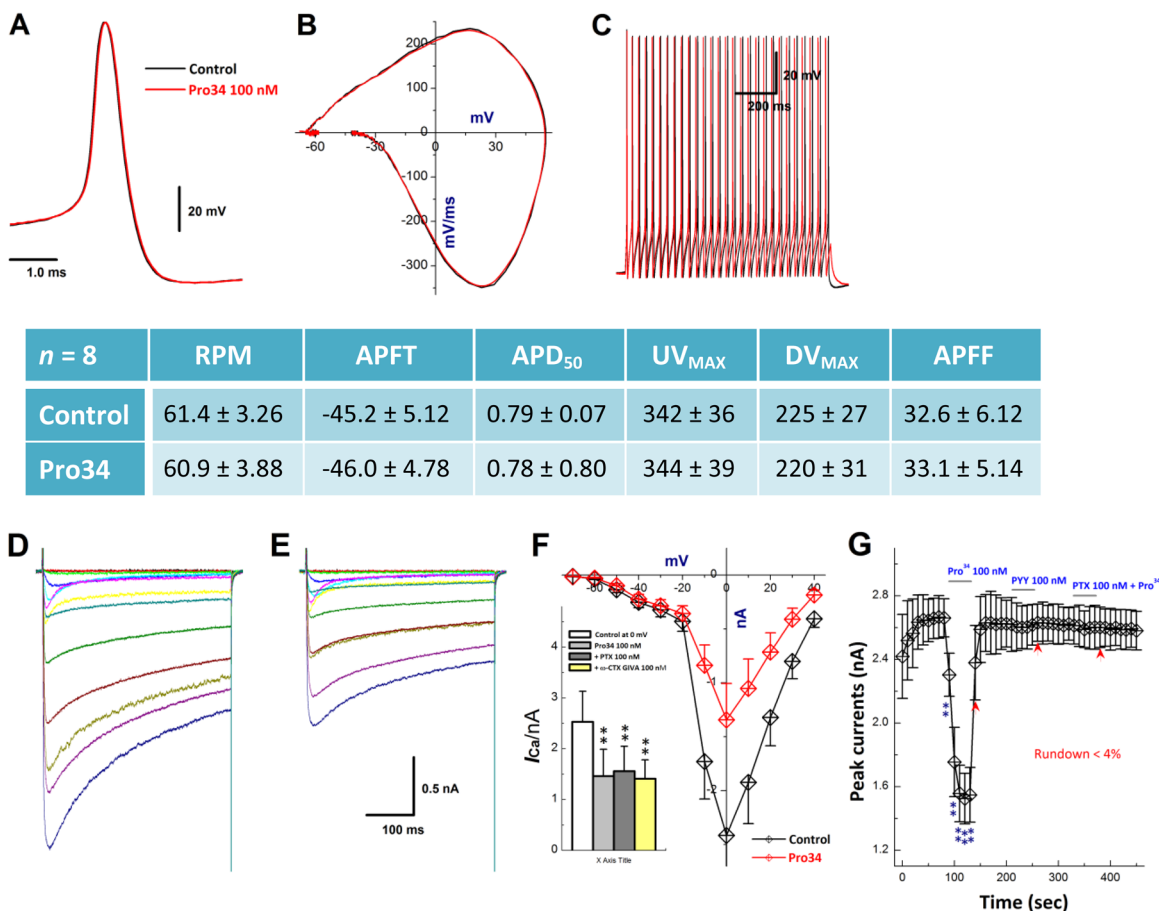 A
Control
Pro34 100 nM
20 mV
1.0 ms
B
200
100
0
-100
-200
-300
-60
-30
0
30
mV
mV/ms
C
20 mV
200 ms
n = 8 RPM APFT APD50 UVMAX DVMAX APFF
Control 61.4 ± 3.26 -45.2 ± 5.12 0.79 ± 0.07 342 ± 36 225 ± 27 32.6 ± 6.12
Pro34 60.9 ± 3.88 -46.0 ± 4.78 0.78 ± 0.80 344 ± 39 220 ± 31 33.1 ± 5.14
D
E
0.5 nA
100 ms
F
mV
-60
-40
-20
0
20
40
nA
-1
-2
Control
Pro34
ICa/nA
4
3
2
1
0
Control at 0 mV
Pro34 100 nM
+ PTX 100 nM
+ ω-CTX GIVA 100 nM
** ** **
X Axis Title
G
Pro34 100 nM
PYY 100 nM
PTX 100 nM + Pro34
3.0
2.8
2.4
2.0
1.6
1.2
Peak currents (nA)
** ** ** ** **
Rundown < 4%
0 100 200 300 400
Time (sec)